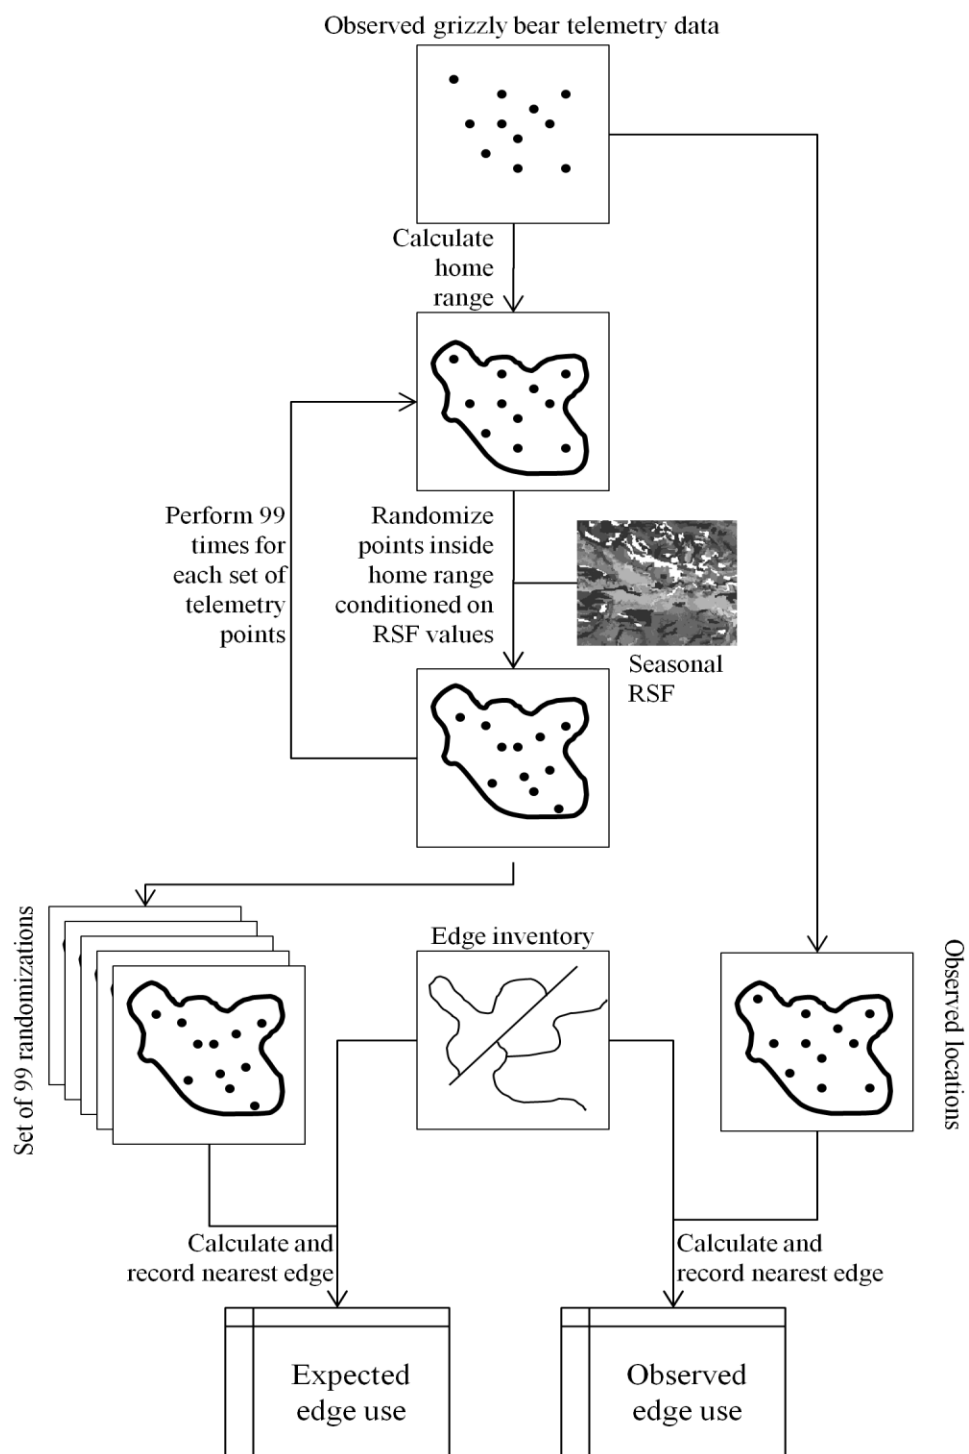 Observed grizzly bear telemetry data
Calculate
home
range
Perform 99
times for
each set of
telemetry
points
Randomize
points inside
home range
conditioned on
RSF values
Seasonal
RSF
Set of 99 randomizations
Edge inventory
Observed locations
Calculate and
record nearest edge
Calculate and
record nearest edge
Expected
edge use
Observed
edge use